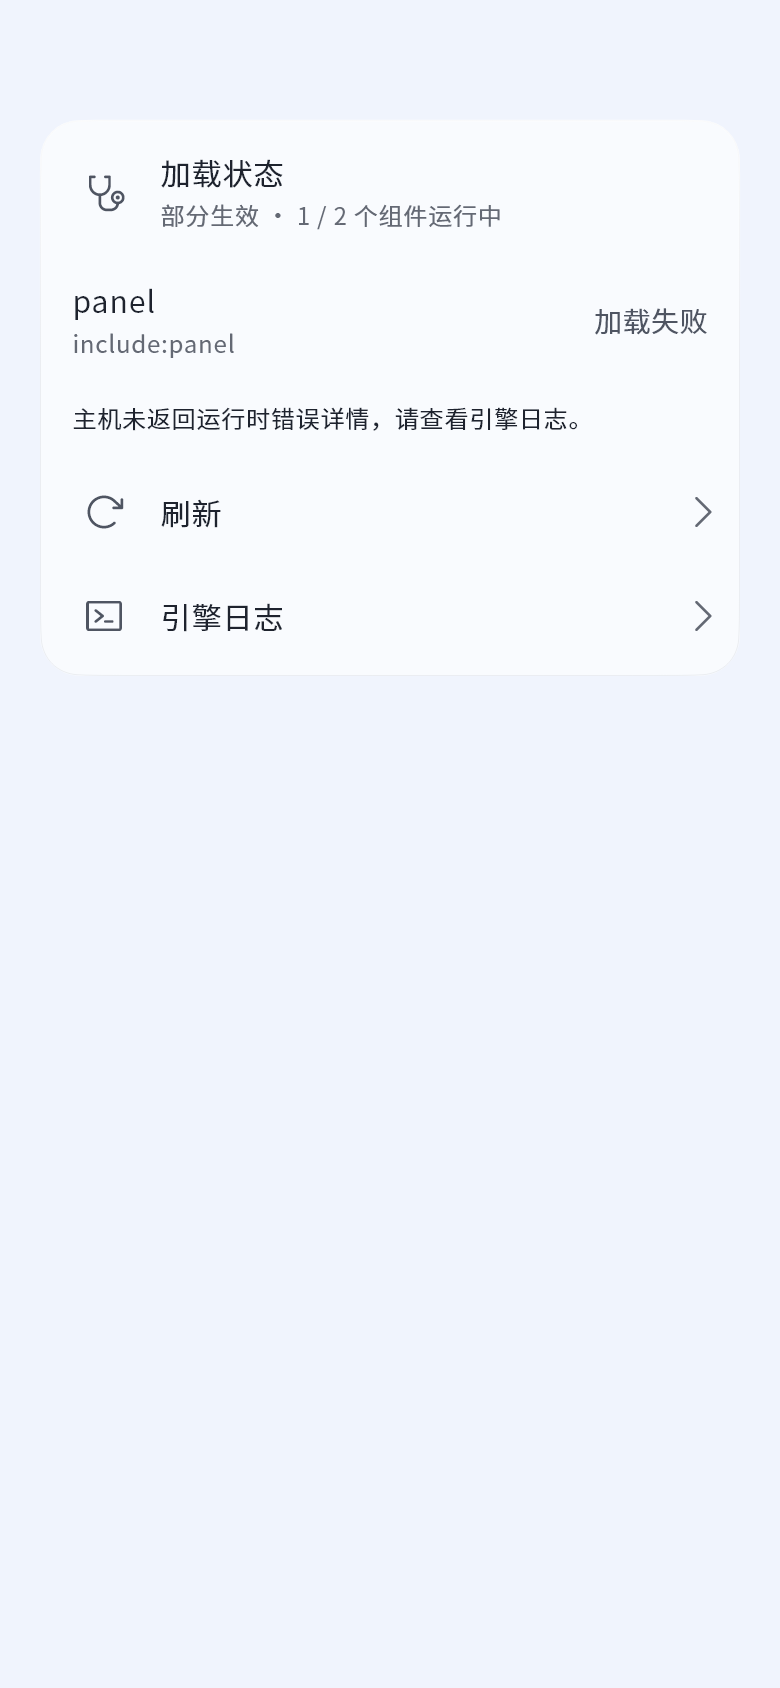 加载状态
部分生效 · 1 / 2 个组件运行中
panel
include:panel
加载失败
主机未返回运行时错误详情，请查看引擎日志。
刷新
引擎日志